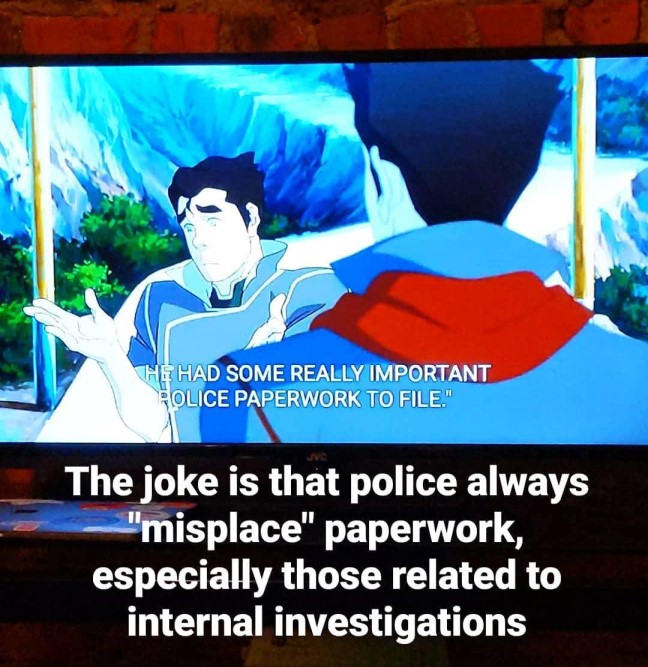 HE HAD SOME REALLY IMPORTANT
POLICE PAPERWORK TO FILE."
JVC
The joke is that police always
"misplace" paperwork,
especially those related to
internal investigations